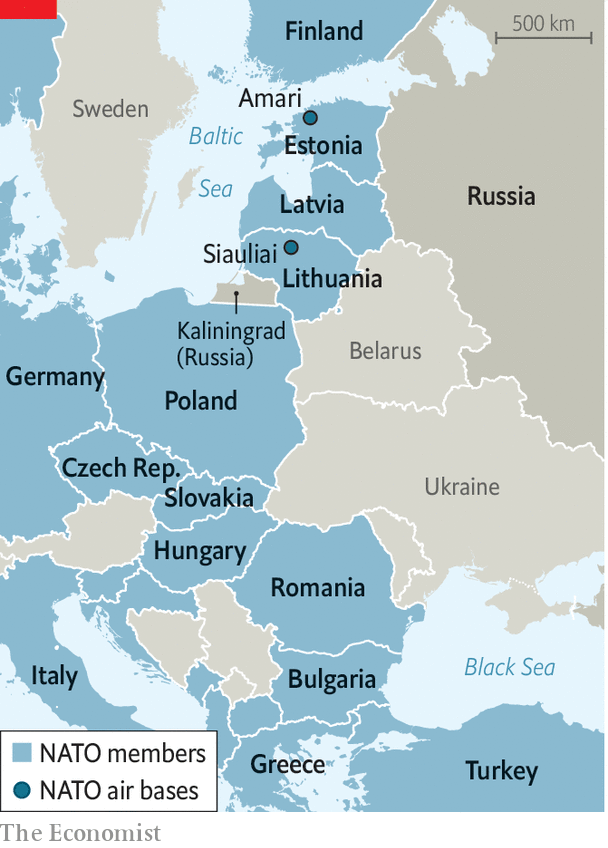 Finland
500 km
Sweden
Amari
Baltic
Sea
Estonia
Russia
Latvia
Siauliai
Lithuania
Kaliningrad
(Russia)
Belarus
Germany
Poland
Czech Rep.
Ukraine
Slovakia
Hungary
Romania
Black Sea
Italy
Bulgaria
NATO members
Greece
Turkey
NATO air bases
The Economist